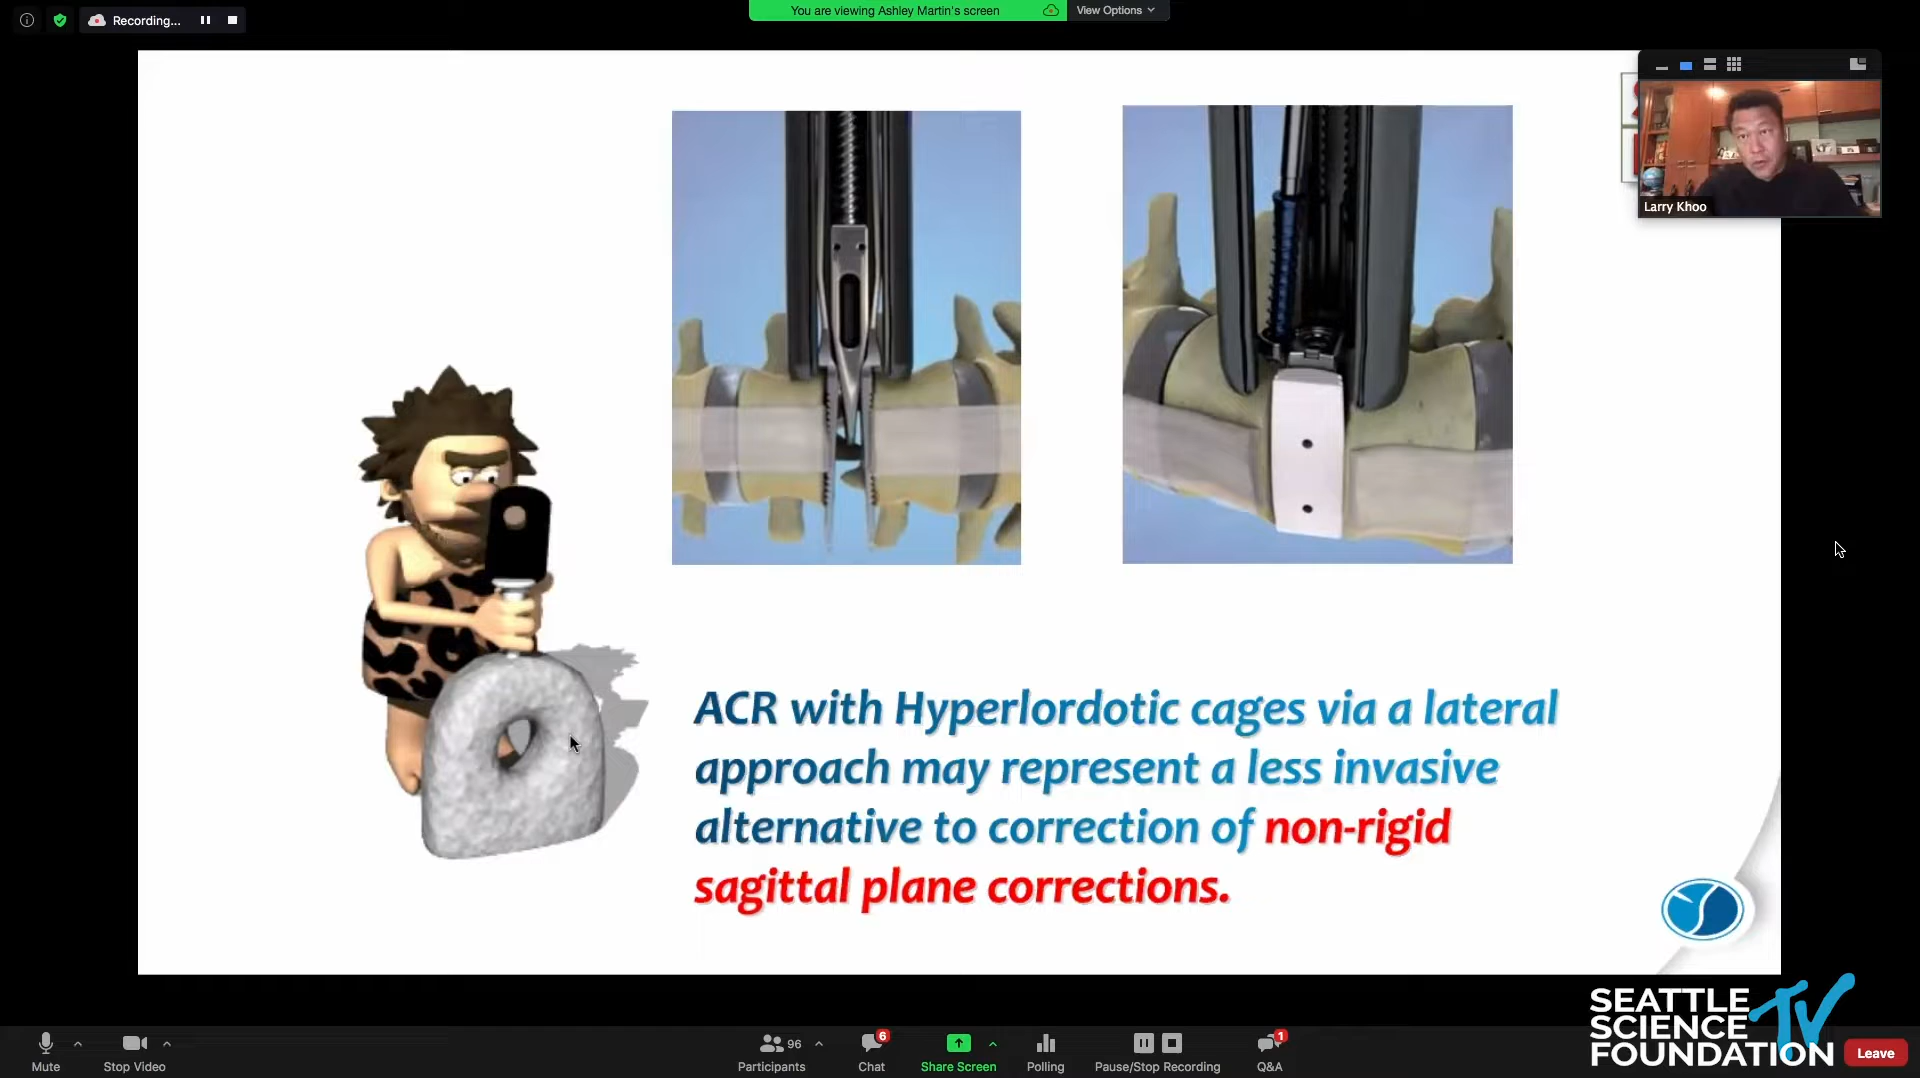 Recording...
You are viewing Ashley Martin's screen
View Options
Larry Khoo
ACR with Hyperlordotic cages via a lateral
approach may represent a less invasive
alternative to correction of non-rigid
sagittal plane corrections.
SEATTLE
SCIENCE
FOUNDATION
TV
Mute
Stop Video
96
Participants
6
Chat
Share Screen
Polling
Pause/Stop Recording
1
Q&A
Leave